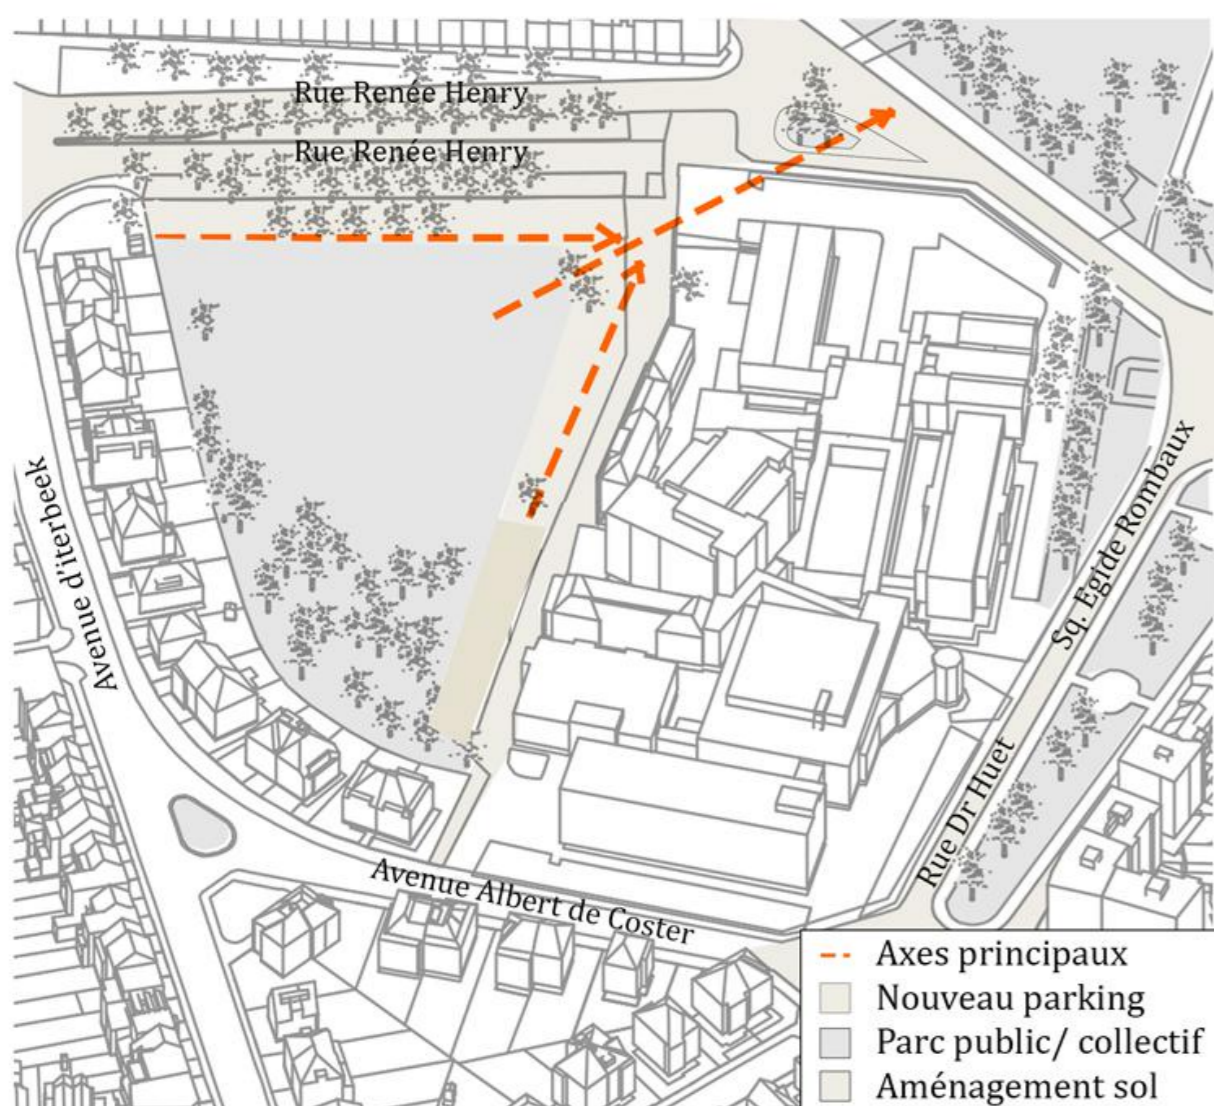 Rue Renée Henry
Rue Renée Henry
Avenue d'iterbeek
Sq. Egide Rombaux
Rue Dr Huet
Avenue Albert de Coster
Axes principaux
Nouveau parking
Parc public/ collectif
Aménagement sol